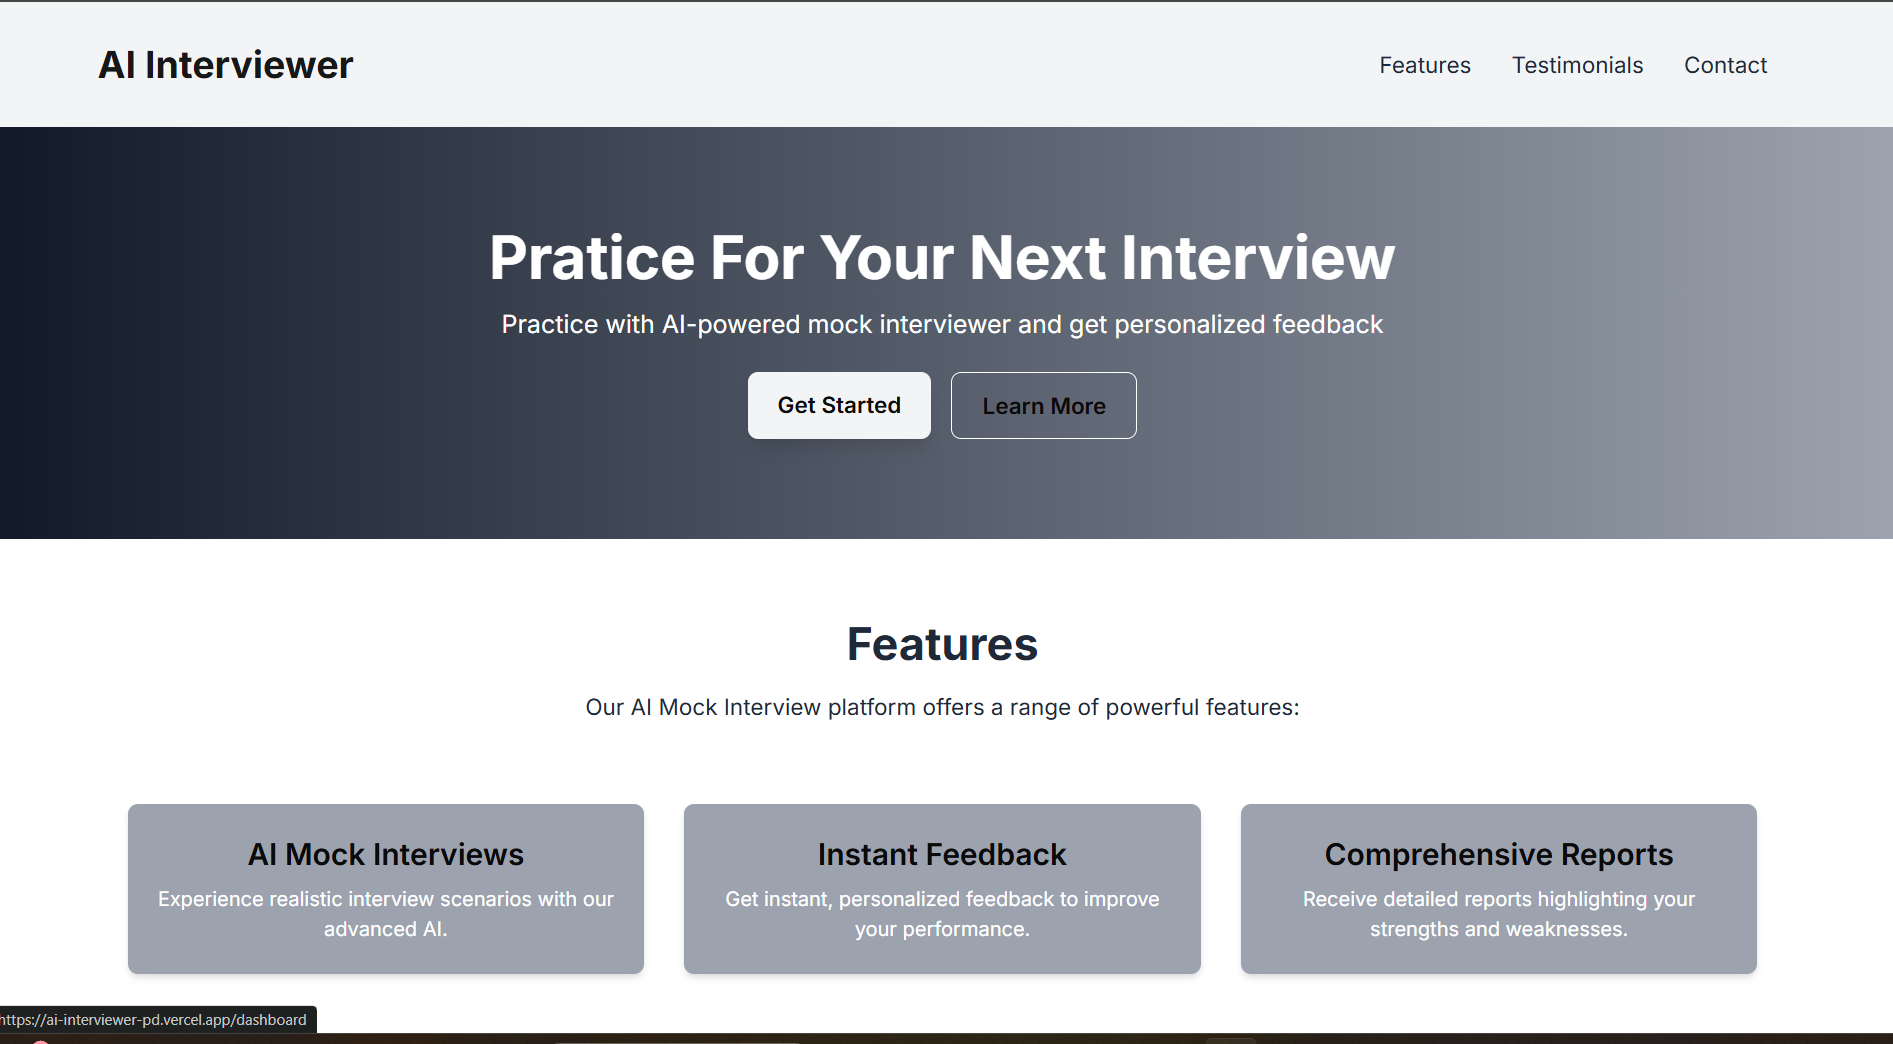 AI Interviewer
Features
Testimonials
Contact
Pratice For Your Next Interview
Practice with AI-powered mock interviewer and get personalized feedback
Get Started
Learn More
Features
Our AI Mock Interview platform offers a range of powerful features:
AI Mock Interviews
Experience realistic interview scenarios with our
advanced AI.
Instant Feedback
Get instant, personalized feedback to improve
your performance.
Comprehensive Reports
Receive detailed reports highlighting your
strengths and weaknesses.
https://ai-interviewer-pd.vercel.app/dashboard